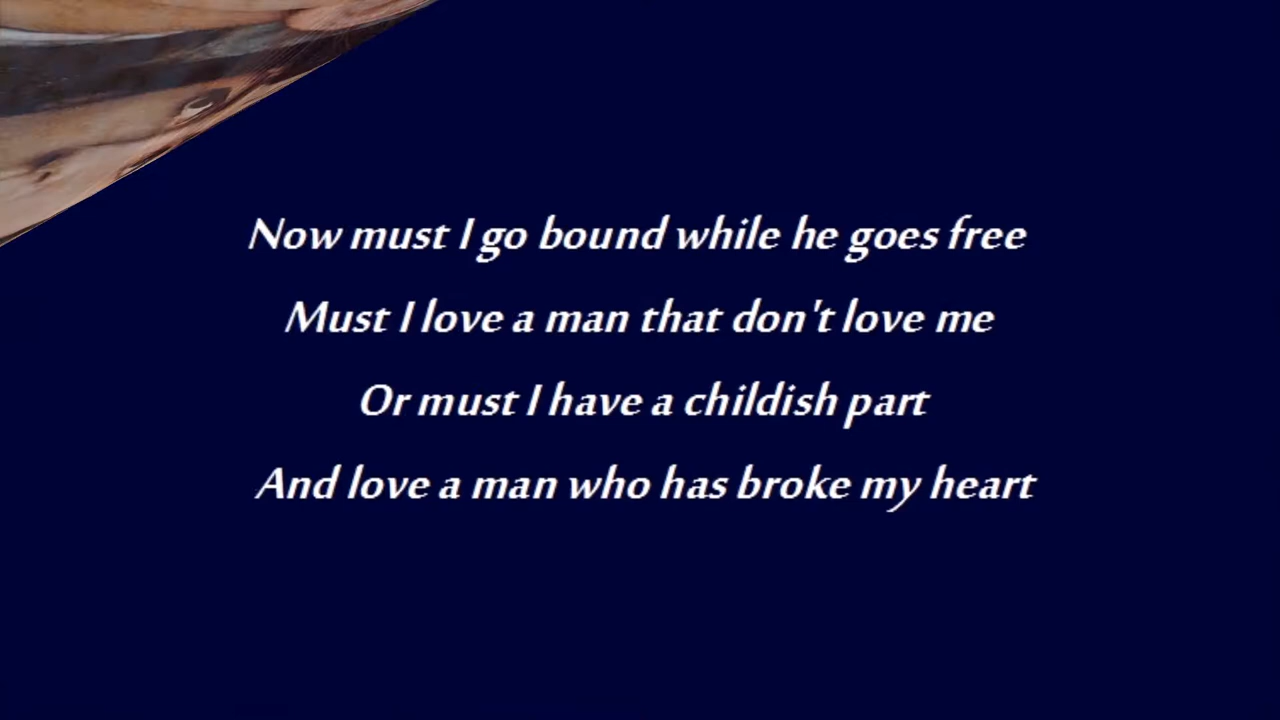 Now must I go bound while he goes free
Must I love a man that don't love me
Or must I have a childish part
And love a man who has broke my heart